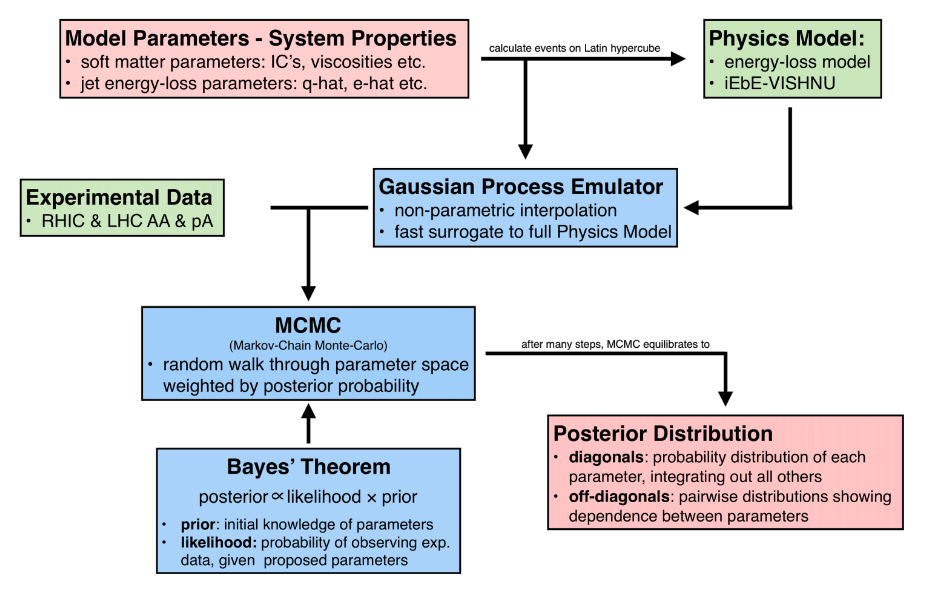 Model Parameters - System Properties
• soft matter parameters: IC's, viscosities etc.
• jet energy-loss parameters: q-hat, e-hat etc.
calculate events on Latin hypercube
Physics Model:
• energy-loss model
• iEbE-VISHNU
Experimental Data
• RHIC & LHC AA & pA
Gaussian Process Emulator
• non-parametric interpolation
• fast surrogate to full Physics Model
MCMC
(Markov-Chain Monte-Carlo)
• random walk through parameter space
weighted by posterior probability
after many steps, MCMC equilibrates to
Bayes' Theorem
posterior ∝ likelihood × prior
• prior: initial knowledge of parameters
• likelihood: probability of observing exp.
data, given proposed parameters
Posterior Distribution
• diagonals: probability distribution of each
parameter, integrating out all others
• off-diagonals: pairwise distributions showing
dependence between parameters